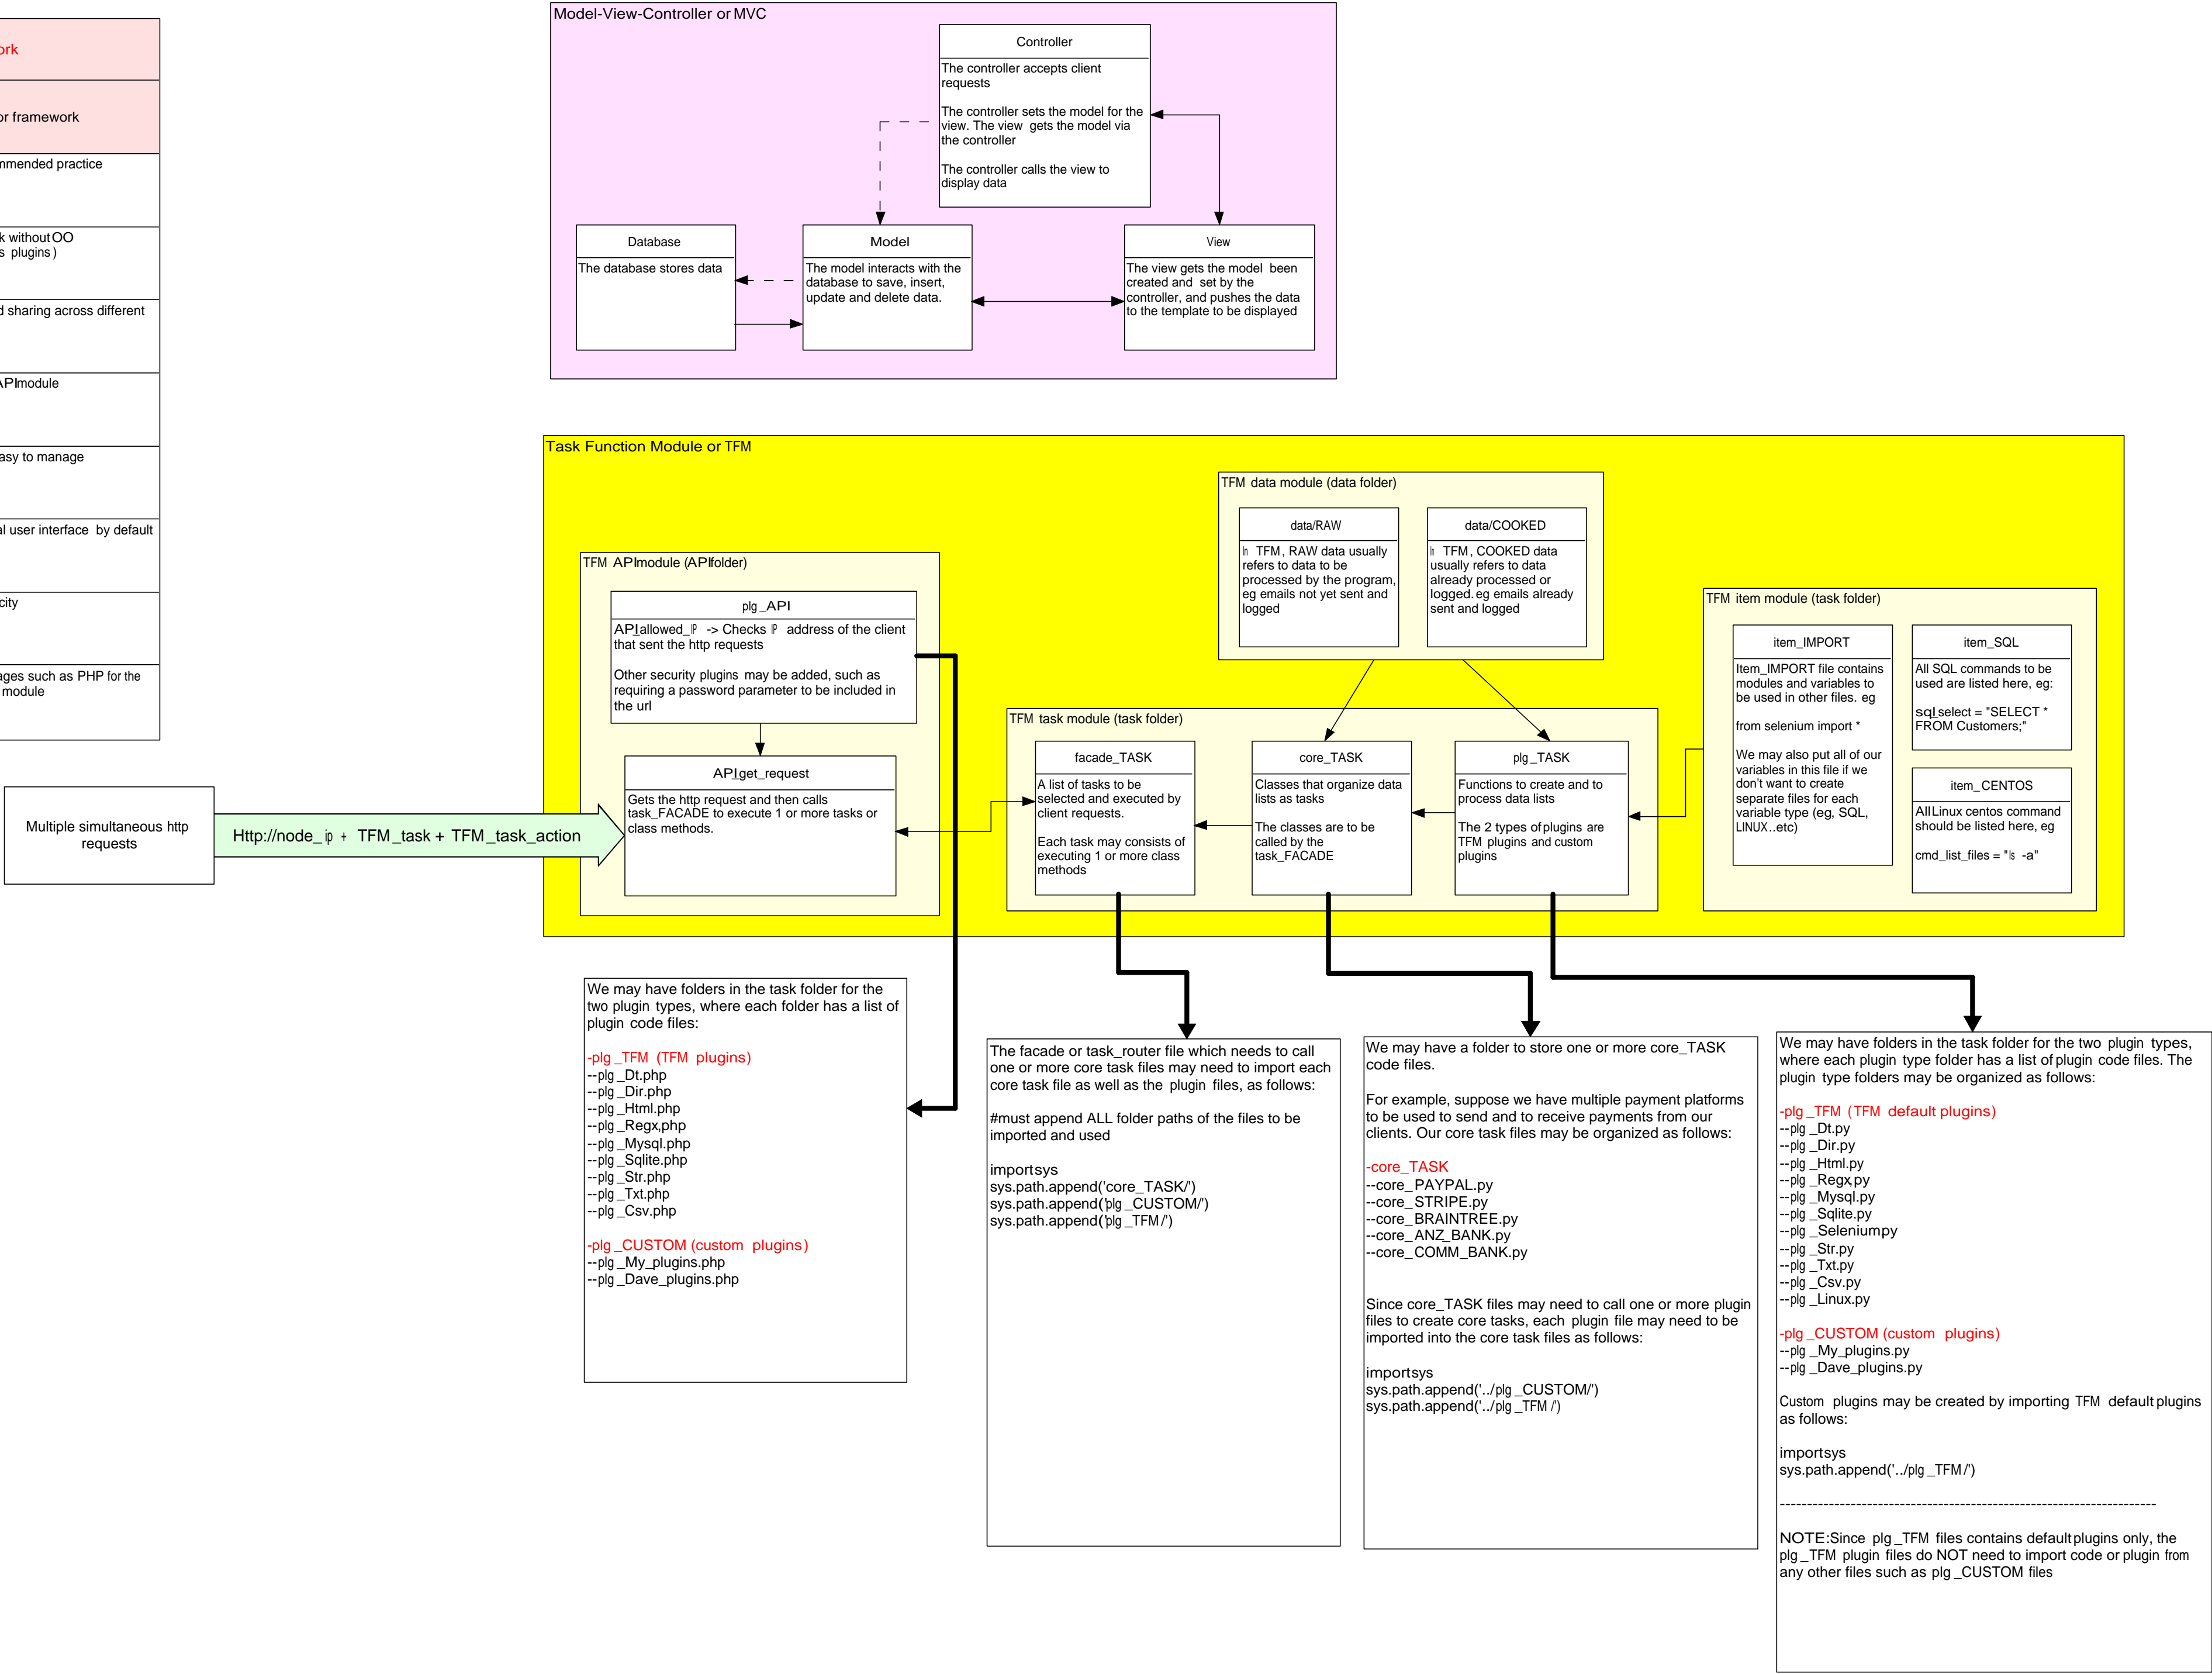 ork
or framework
mmended practice
k without OO
s plugins)
d sharing across different
API module
asy to manage
al user interface by default
city
ages such as PHP for the
module
Model-View-Controller or MVC
Controller
The controller accepts client
requests
The controller sets the model for the
view. The view gets the model via
the controller
The controller calls the view to
display data
Database
The database stores data
Model
The model interacts with the
database to save, insert,
update and delete data.
View
The view gets the model been
created and set by the
controller, and pushes the data
to the template to be displayed
Task Function Module or TFM
TFM data module (data folder)
data/RAW
In TFM, RAW data usually
refers to data to be
processed by the program,
eg emails not yet sent and
logged
data/COOKED
In TFM, COOKED data
usually refers to data
already processed or
logged.eg emails already
sent and logged
TFM API module (API folder)
plg_API
API_allowed_IP -> Checks IP address of the client
that sent the http requests
Other security plugins may be added, such as
requiring a password parameter to be included in
the url
API_get_request
Gets the http request and then calls
task_FACADE to execute 1 or more tasks or
class methods.
Multiple simultaneous http
requests
Http://node_ip + TFM_task + TFM_task_action
TFM task module (task folder)
facade_TASK
A list of tasks to be
selected and executed by
client requests.
Each task may consists of
executing 1 or more class
methods
core_TASK
Classes that organize data
lists as tasks
The classes are to be
called by the
task_FACADE
plg_TASK
Functions to create and to
process data lists
The 2 types of plugins are
TFM plugins and custom
plugins
TFM item module (task folder)
item_IMPORT
Item_IMPORT file contains
modules and variables to
be used in other files. eg
from selenium import *
We may also put all of our
variables in this file if we
don't want to create
separate files for each
variable type (eg, SQL,
LINUX..etc)
item_SQL
All SQL commands to be
used are listed here, eg:
sql_select = "SELECT *
FROM Customers;"
item_CENTOS
All Linux centos command
should be listed here, eg
cmd_list_files = "ls -a"
We may have folders in the task folder for the
two plugin types, where each folder has a list of
plugin code files:
-plg_TFM (TFM plugins)
--plg_Dt.php
--plg_Dir.php
--plg_Html.php
--plg_Regx,php
--plg_Mysql.php
--plg_Sqlite.php
--plg_Str.php
--plg_Txt.php
--plg_Csv.php
-plg_CUSTOM (custom plugins)
--plg_My_plugins.php
--plg_Dave_plugins.php
The facade or task_router file which needs to call
one or more core task files may need to import each
core task file as well as the plugin files, as follows:
#must append ALL folder paths of the files to be
imported and used
import sys
sys.path.append('core_TASK/')
sys.path.append('plg_CUSTOM/')
sys.path.append('plg_TFM/')
We may have a folder to store one or more core_TASK
code files.
For example, suppose we have multiple payment platforms
to be used to send and to receive payments from our
clients. Our core task files may be organized as follows:
-core_TASK
--core_PAYPAL.py
--core_STRIPE.py
--core_BRAINTREE.py
--core_ANZ_BANK.py
--core_COMM_BANK.py
Since core_TASK files may need to call one or more plugin
files to create core tasks, each plugin file may need to be
imported into the core task files as follows:
import sys
sys.path.append('../plg_CUSTOM/')
sys.path.append('../plg_TFM/')
We may have folders in the task folder for the two plugin types,
where each plugin type folder has a list of plugin code files. The
plugin type folders may be organized as follows:
-plg_TFM (TFM default plugins)
--plg_Dt.py
--plg_Dir.py
--plg_Html.py
--plg_Regx,py
--plg_Mysql.py
--plg_Sqlite.py
--plg_Selenium.py
--plg_Str.py
--plg_Txt.py
--plg_Csv.py
--plg_Linux.py
-plg_CUSTOM (custom plugins)
--plg_My_plugins.py
--plg_Dave_plugins.py
Custom plugins may be created by importing TFM default plugins
as follows:
import sys
sys.path.append('../plg_TFM/')
---------------------------------------------------------------------
NOTE:Since plg_TFM files contains default plugins only, the
plg_TFM plugin files do NOT need to import code or plugin from
any other files such as plg_CUSTOM files